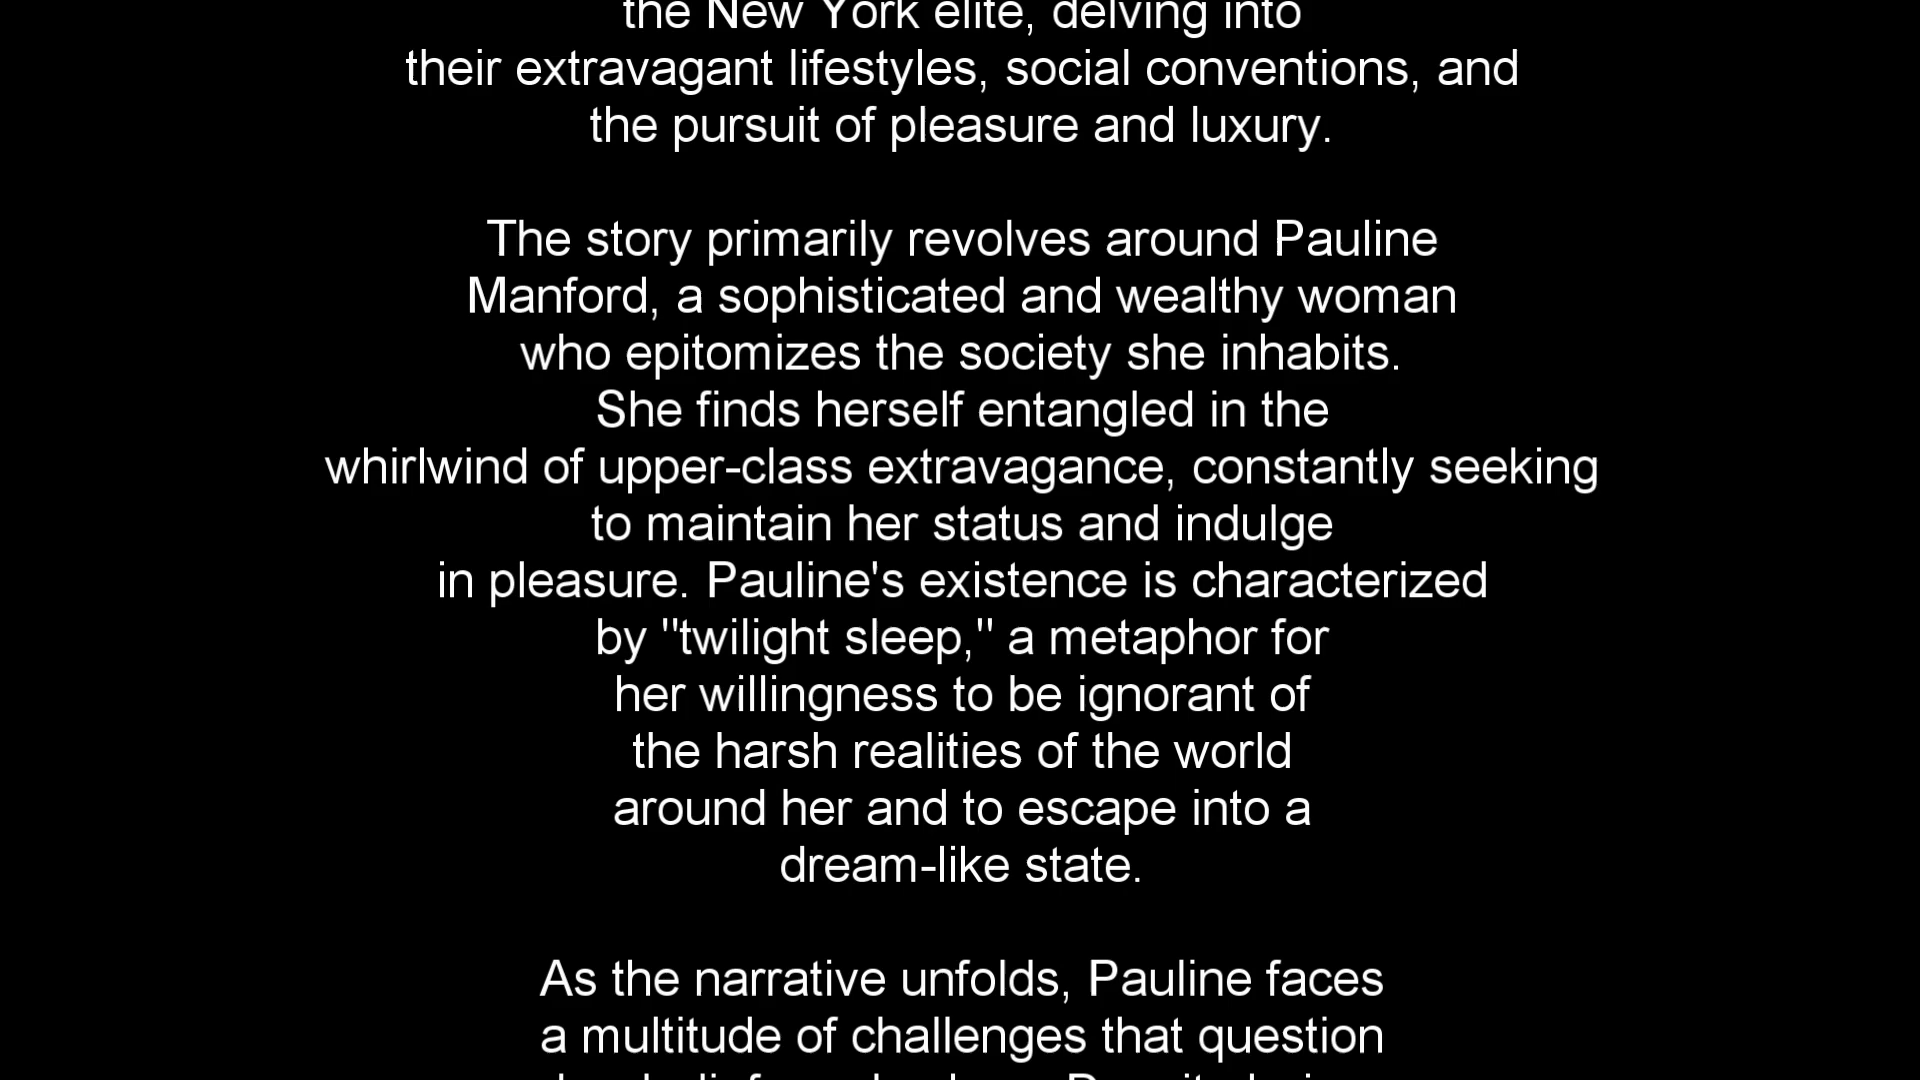 the New York elite, delving into
their extravagant lifestyles, social conventions, and
the pursuit of pleasure and luxury.
The story primarily revolves around Pauline
Manford, a sophisticated and wealthy woman
who epitomizes the society she inhabits.
She finds herself entangled in the
whirlwind of upper-class extravagance, constantly seeking
to maintain her status and indulge
in pleasure. Pauline's existence is characterized
by "twilight sleep," a metaphor for
her willingness to be ignorant of
the harsh realities of the world
around her and to escape into a
dream-like state.
As the narrative unfolds, Pauline faces
a multitude of challenges that question